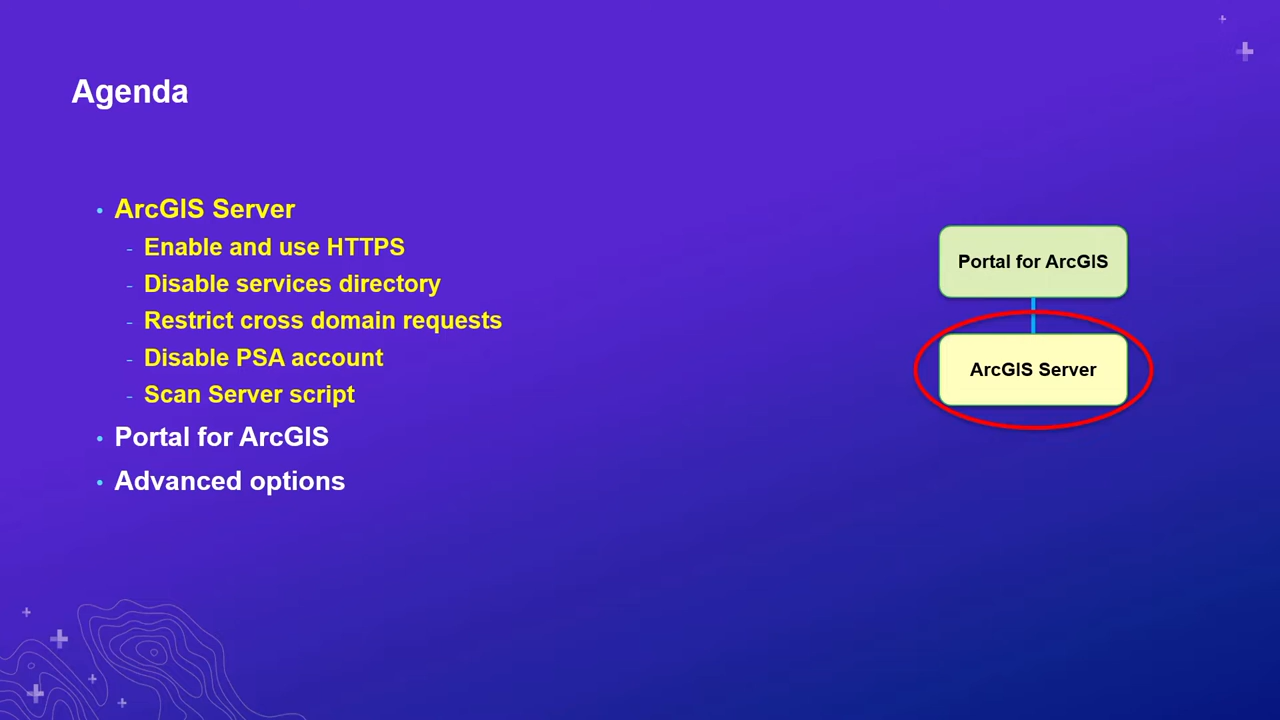 Agenda
• ArcGIS Server
- Enable and use HTTPS
- Disable services directory
- Restrict cross domain requests
- Disable PSA account
- Scan Server script
• Portal for ArcGIS
• Advanced options
Portal for ArcGIS
ArcGIS Server